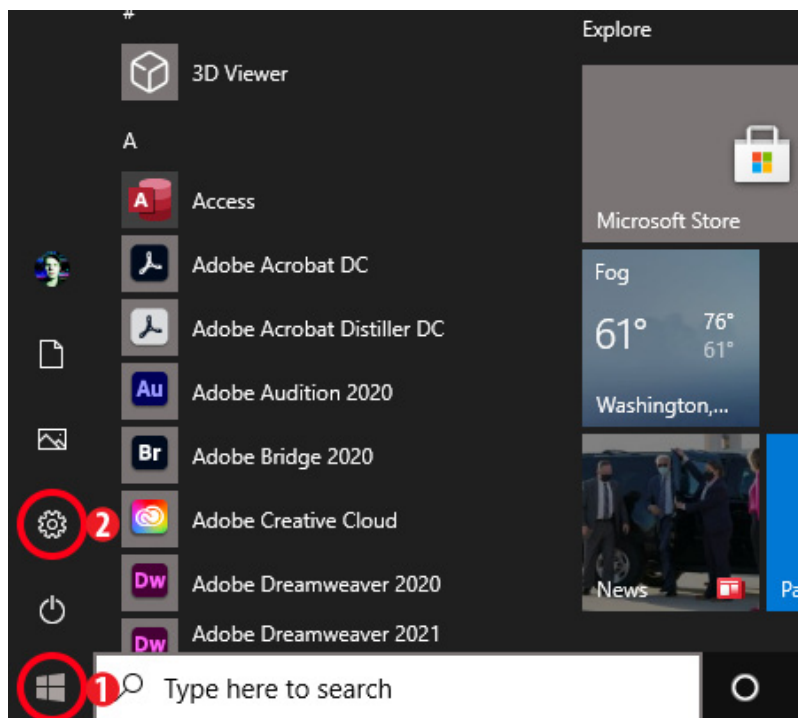 #
3D Viewer
A
A Access
Adobe Acrobat DC
Adobe Acrobat Distiller DC
Au Adobe Audition 2020
Br Adobe Bridge 2020
2 Adobe Creative Cloud
Dw Adobe Dreamweaver 2020
Dw Adobe Dreamweaver 2021
1 Type here to search
Explore
Microsoft Store
Fog
61° 76°
61°
Washington,...
News
Pa